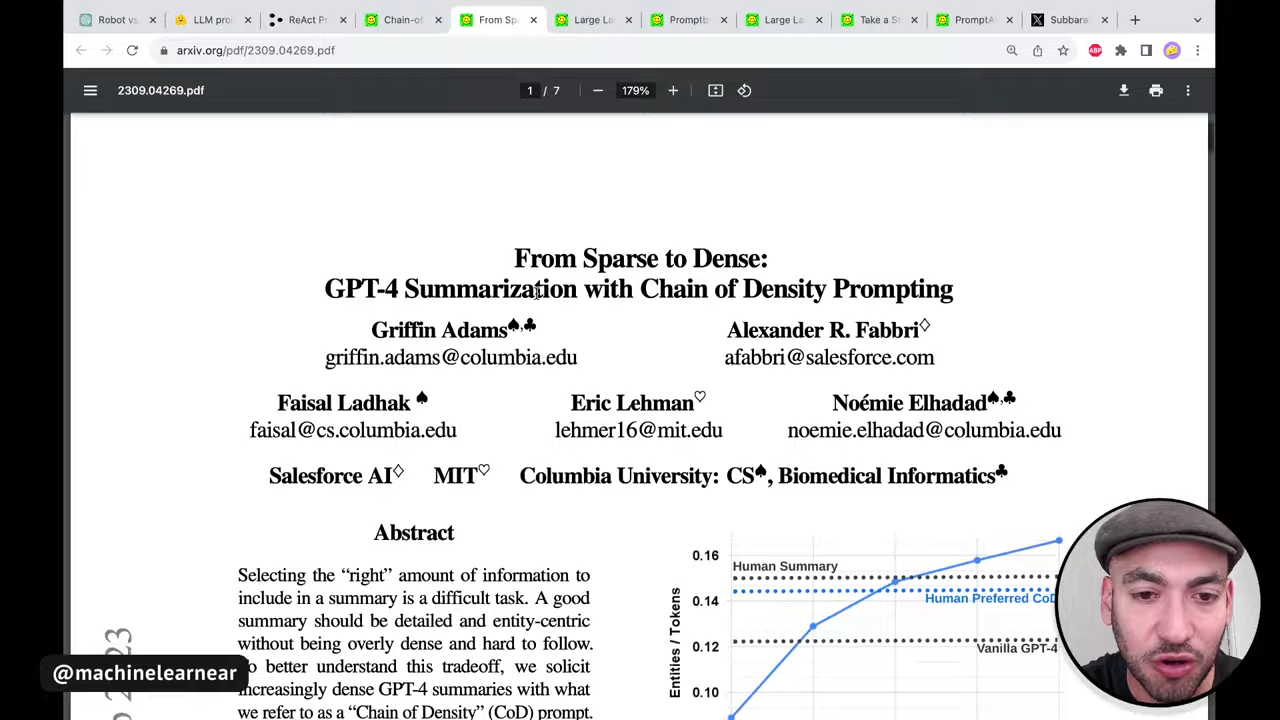 Robot vs.
LLM pro
ReAct Pr
Chain-of
From Spa
Large La
Promptb
Large La
Take a St
PromptA
Subbara
arxiv.org/pdf/2309.04269.pdf
ABP
2309.04269.pdf
1 / 7
179%
From Sparse to Dense:
GPT-4 Summarization with Chain of Density Prompting
Griffin Adams♠,♣
Alexander R. Fabbri♢
griffin.adams@columbia.edu
afabbri@salesforce.com
Faisal Ladhak ♠
Eric Lehman♡
Noémie Elhadad♠,♣
faisal@cs.columbia.edu
lehmer16@mit.edu
noemie.elhadad@columbia.edu
Salesforce AI♢ MIT♡ Columbia University: CS♠, Biomedical Informatics♣
Abstract
Selecting the “right” amount of information to
include in a summary is a difficult task. A good
summary should be detailed and entity-centric
without being overly dense and hard to follow.
To better understand this tradeoff, we solicit
increasingly dense GPT-4 summaries with what
we refer to as a “Chain of Density” (CoD) prompt.
0.16
Human Summary
0.14
Human Preferred CoD
0.12
Vanilla GPT-4
0.10
Entities / Tokens
@machinelearnear